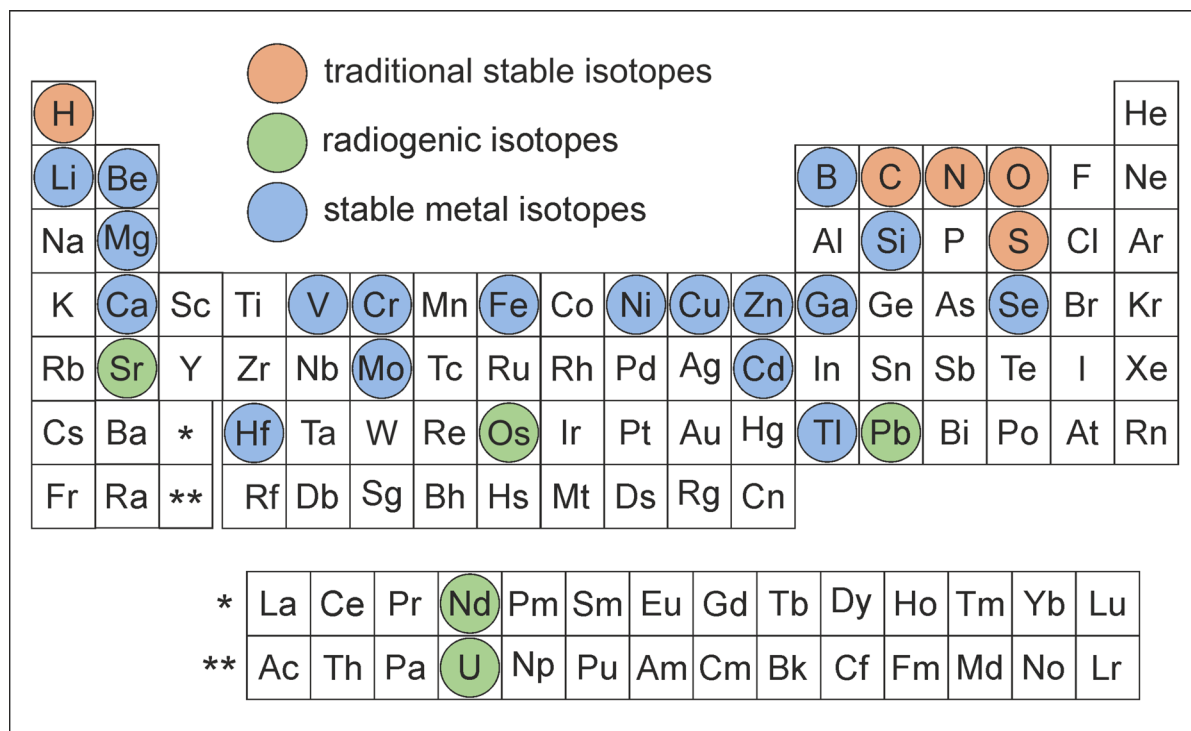 traditional stable isotopes
H He
radiogenic isotopes
Li Be B C N O F Ne
stable metal isotopes
Na Mg Al Si P S Cl Ar
K Ca Sc Ti V Cr Mn Fe Co Ni Cu Zn Ga Ge As Se Br Kr
Rb Sr Y Zr Nb Mo Tc Ru Rh Pd Ag Cd In Sn Sb Te I Xe
Cs Ba * Hf Ta W Re Os Ir Pt Au Hg Tl Pb Bi Po At Rn
Fr Ra ** Rf Db Sg Bh Hs Mt Ds Rg Cn
* La Ce Pr Nd Pm Sm Eu Gd Tb Dy Ho Tm Yb Lu
** Ac Th Pa U Np Pu Am Cm Bk Cf Fm Md No Lr